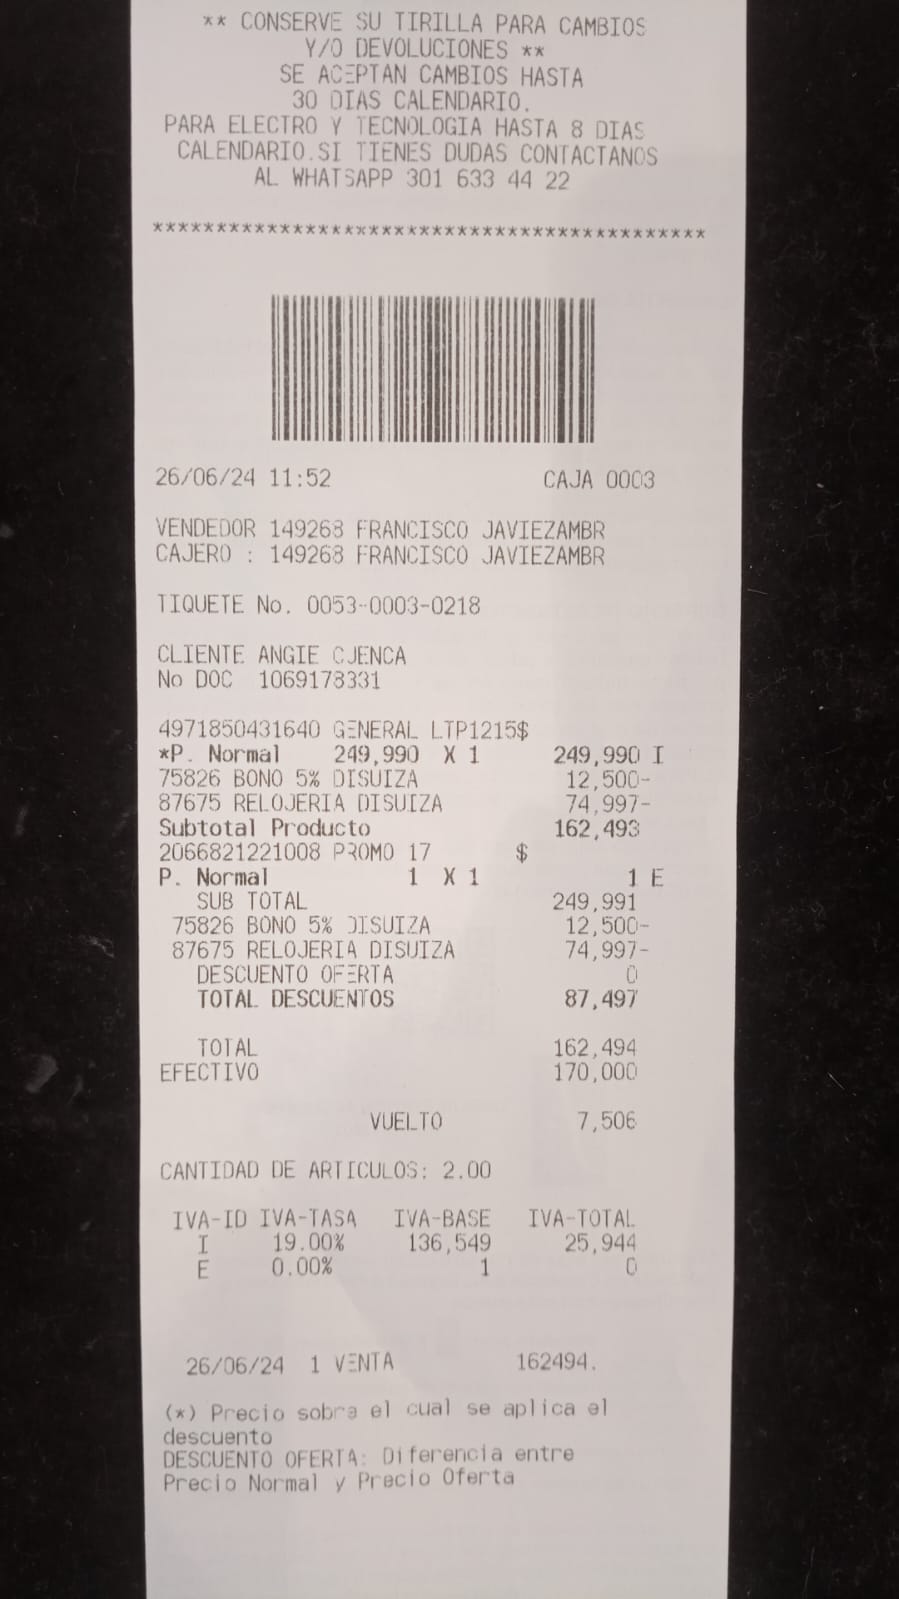 ** CONSERVE SU TIRILLA PARA CAMBIOS
Y/O DEVOLUCIONES **
SE ACEPTAN CAMBIOS HASTA
30 DIAS CALENDARIO.
PARA ELECTRO Y TECNOLOGIA HASTA 8 DIAS
CALENDARIO.SI TIENES DUDAS CONTACTANOS
AL WHATSAPP 301 633 44 22
********************************************
26/06/24 11:52 CAJA 0003
VENDEDOR 149268 FRANCISCO JAVIEZAMBR
CAJERO : 149268 FRANCISCO JAVIEZAMBR
TIQUETE No. 0053-0003-0218
CLIENTE ANGIE CUENCA
No DOC 1069178331
4971850431640 GENERAL LTP1215$
*P. Normal 249,990 X 1 249,990 I
75826 BONO 5% DISUIZA 12,500-
87675 RELOJERIA DISUIZA 74,997-
Subtotal Producto 162,493
2066821221008 PROMO 17 $
P. Normal 1 X 1 1 E
SUB TOTAL 249,991
75826 BONO 5% DISUIZA 12,500-
87675 RELOJERIA DISUIZA 74,997-
DESCUENTO OFERTA 0
TOTAL DESCUENTOS 87,497
TOTAL 162,494
EFECTIVO 170,000
VUELTO 7,506
CANTIDAD DE ARTICULOS: 2.00
IVA-ID IVA-TASA IVA-BASE IVA-TOTAL
I 19.00% 136,549 25,944
E 0.00% 1 0
26/06/24 1 VENTA 162494.
(*) Precio sobre el cual se aplica el
descuento
DESCUENTO OFERTA: Diferencia entre
Precio Normal y Precio Oferta